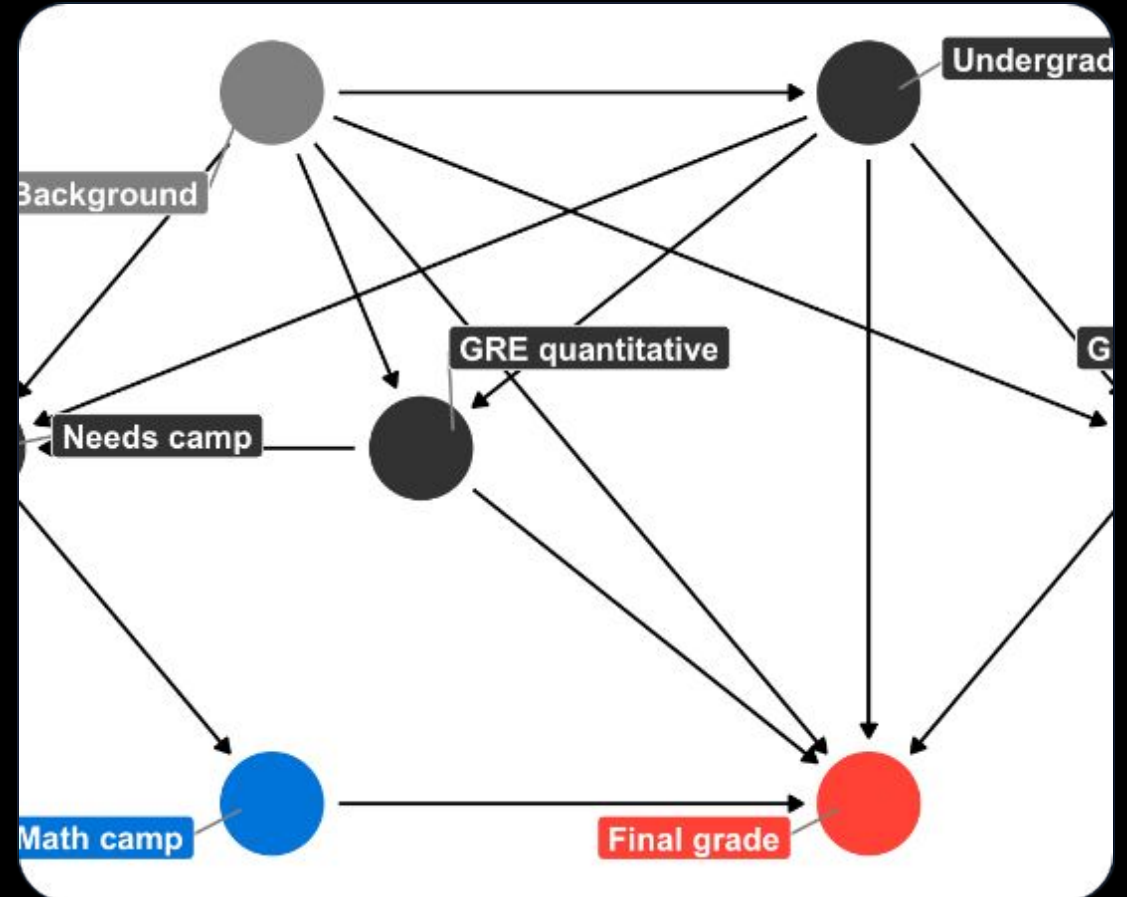 Undergrad
Background
GRE quantitative
G
Needs camp
Math camp
Final grade